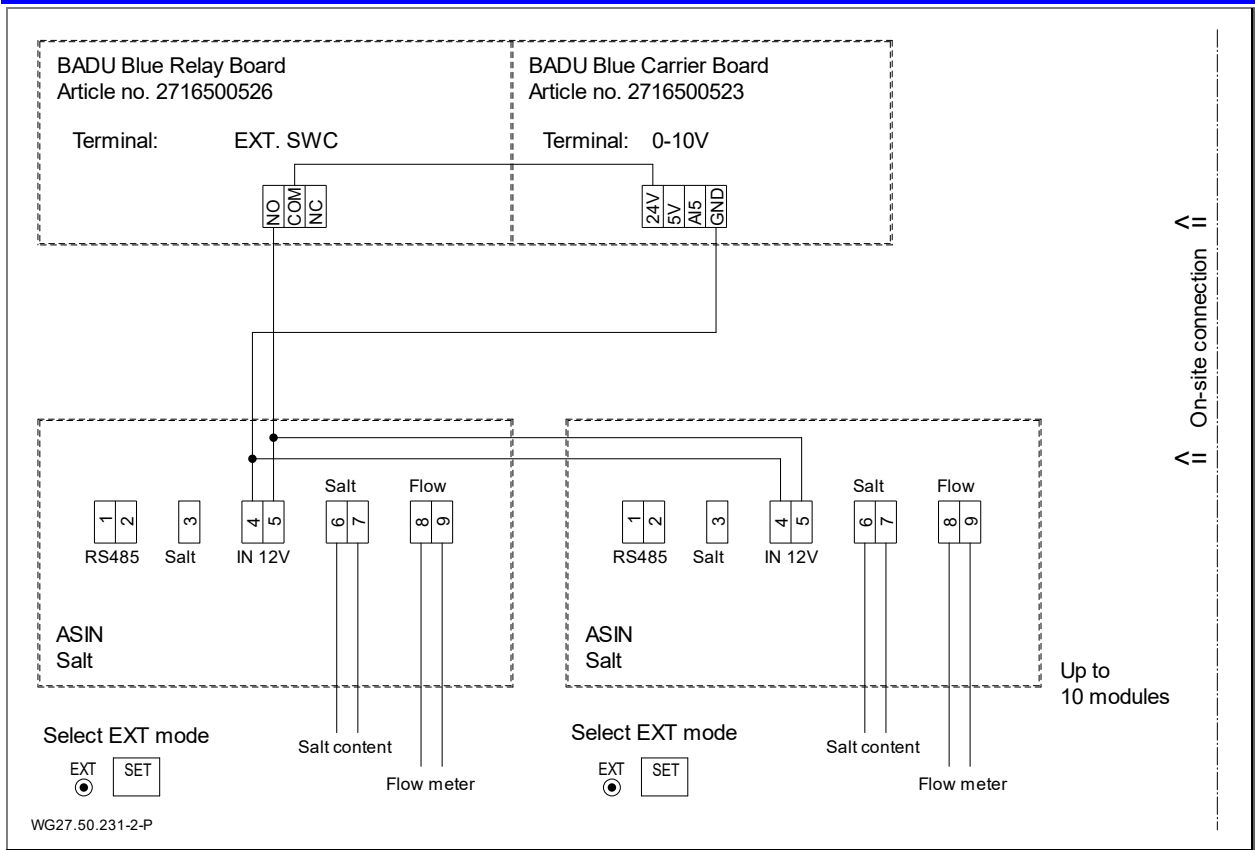 BADU Blue Relay Board
Article no. 2716500526
Terminal: EXT. SWC
NO
COM
NC
BADU Blue Carrier Board
Article no. 2716500523
Terminal: 0-10V
24V
5V
AI5
GND
<=
On-site connection
<=
1 2
RS485
3
Salt
4 5
IN 12V
Salt
6 7
Flow
8 9
ASIN
Salt
1 2
RS485
3
Salt
4 5
IN 12V
Salt
6 7
Flow
8 9
ASIN
Salt
Up to
10 modules
Select EXT mode
EXT SET
Salt content
Flow meter
Select EXT mode
EXT SET
Salt content
Flow meter
WG27.50.231-2-P